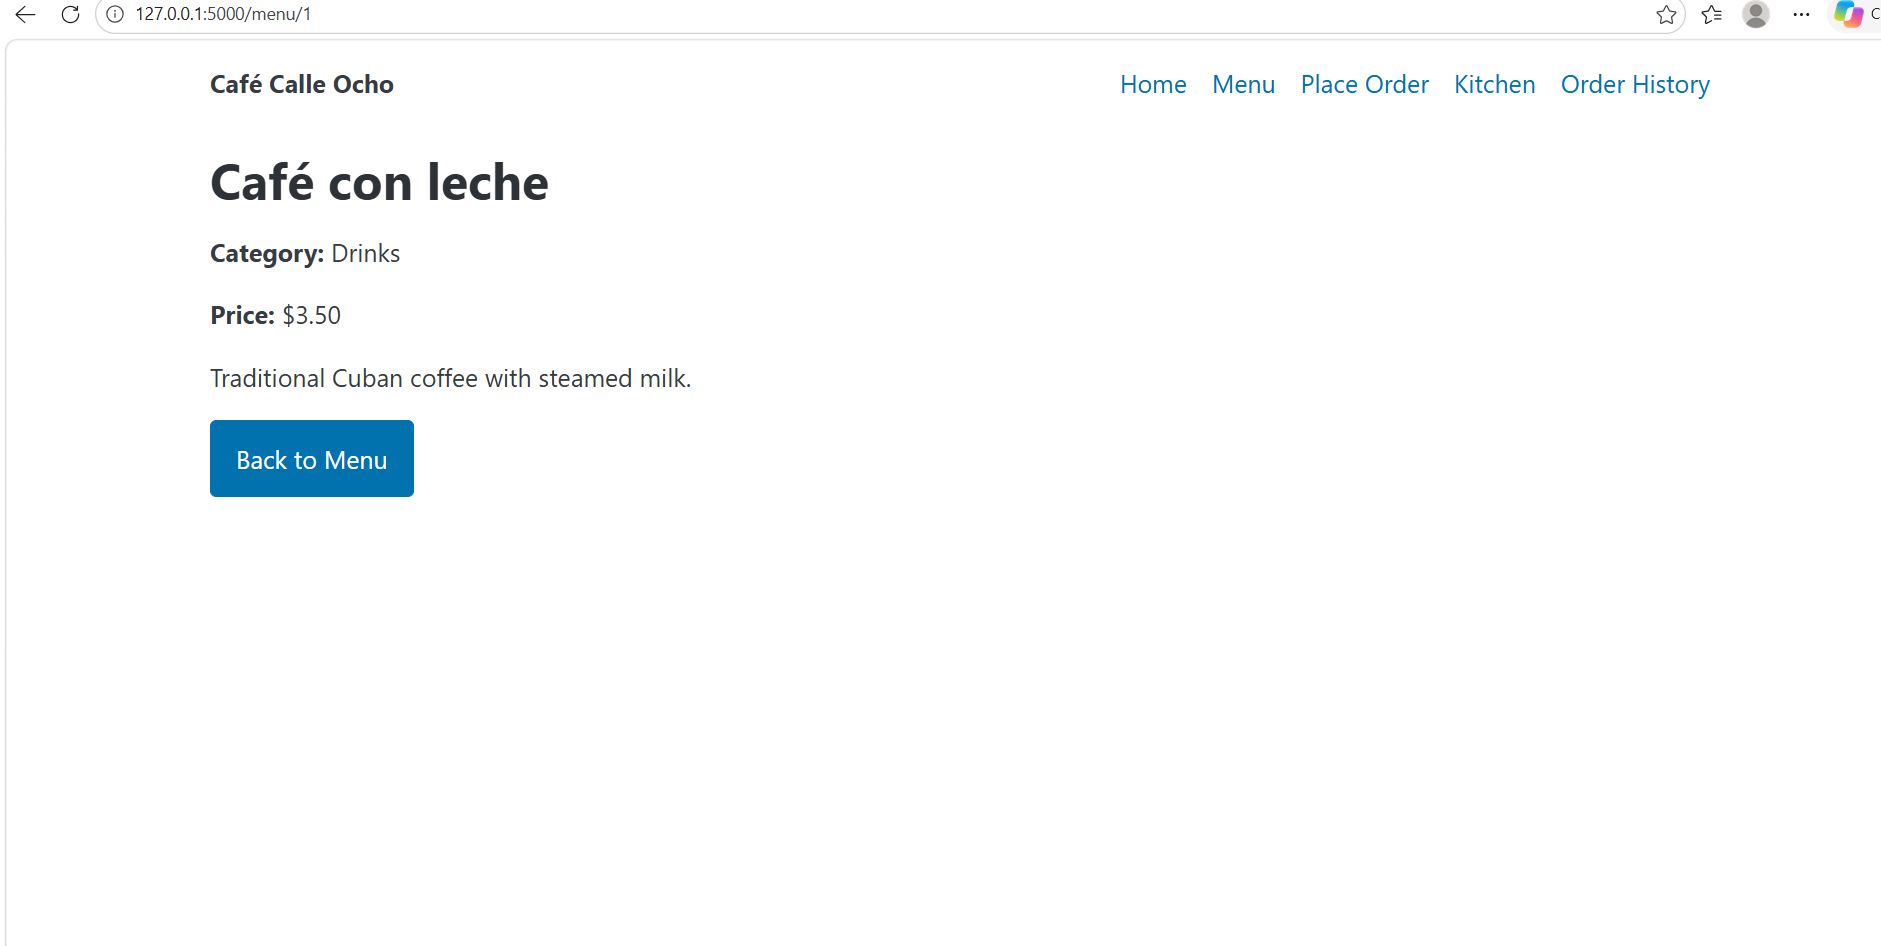 127.0.0.1:5000/menu/1
Café Calle Ocho
Home Menu Place Order Kitchen Order History
Café con leche
Category: Drinks
Price: $3.50
Traditional Cuban coffee with steamed milk.
Back to Menu